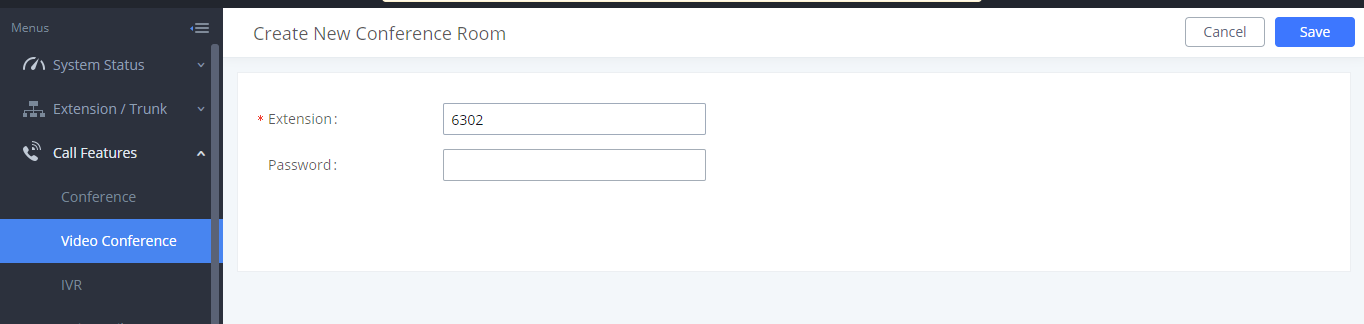 Menus
Create New Conference Room
Cancel
Save
System Status
Extension / Trunk
* Extension:
6302
Call Features
Password:
Conference
Video Conference
IVR